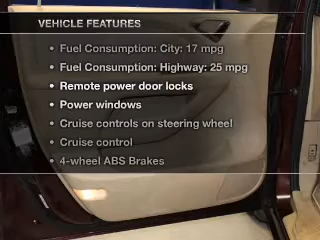 VEHICLE FEATURES
• Fuel Consumption: City: 17 mpg
• Fuel Consumption: Highway: 25 mpg
• Remote power door locks
• Power windows
• Cruise controls on steering wheel
• Cruise control
• 4-wheel ABS Brakes